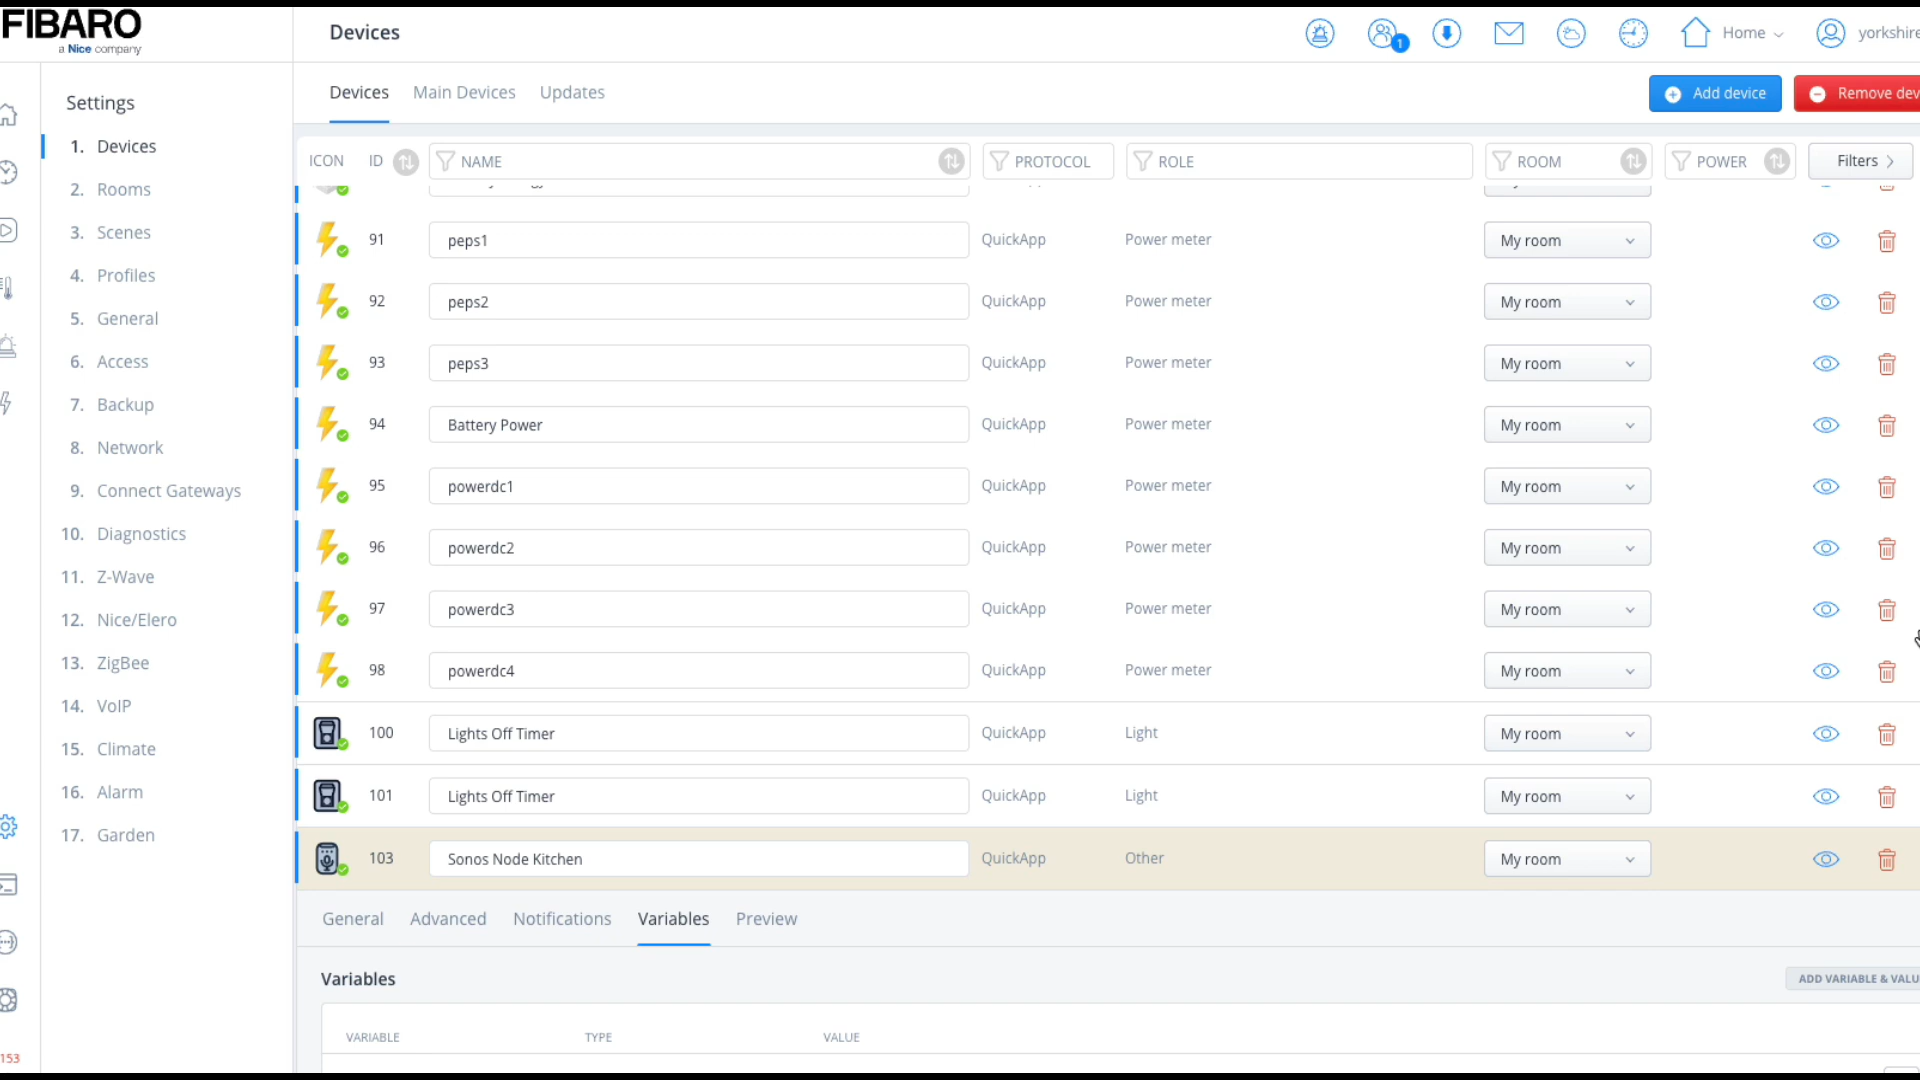 FIBARO
a Nice company
Devices
1
Home
yorkshire
Settings
1. Devices
2. Rooms
3. Scenes
4. Profiles
5. General
6. Access
7. Backup
8. Network
9. Connect Gateways
10. Diagnostics
11. Z-Wave
12. Nice/Elero
13. ZigBee
14. VoIP
15. Climate
16. Alarm
17. Garden
153
Devices Main Devices Updates
Add device
Remove dev
ICON ID NAME PROTOCOL ROLE ROOM POWER Filters
91 peps1 QuickApp Power meter My room
92 peps2 QuickApp Power meter My room
93 peps3 QuickApp Power meter My room
94 Battery Power QuickApp Power meter My room
95 powerdc1 QuickApp Power meter My room
96 powerdc2 QuickApp Power meter My room
97 powerdc3 QuickApp Power meter My room
98 powerdc4 QuickApp Power meter My room
100 Lights Off Timer QuickApp Light My room
101 Lights Off Timer QuickApp Light My room
103 Sonos Node Kitchen QuickApp Other My room
General Advanced Notifications Variables Preview
Variables
ADD VARIABLE & VALU
VARIABLE TYPE VALUE